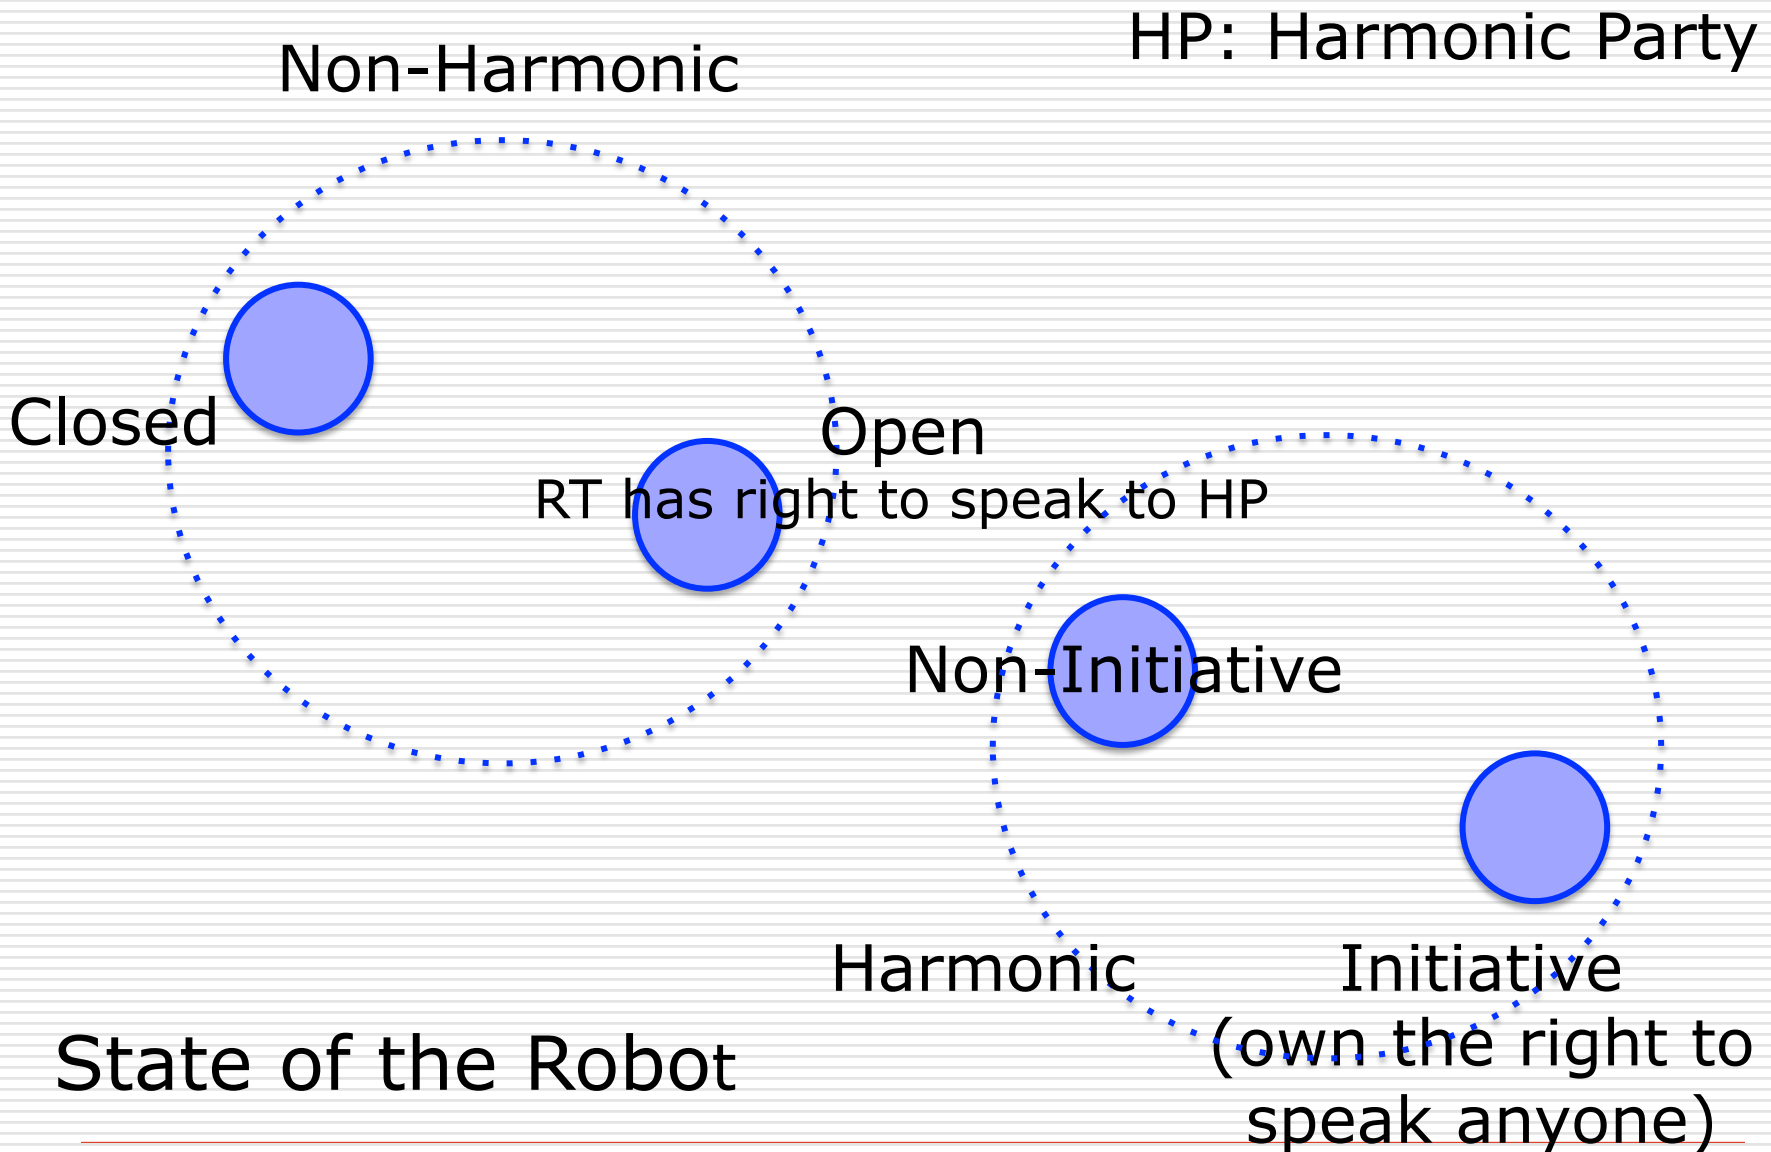 HP: Harmonic Party
Non-Harmonic
Closed
Open
RT has right to speak to HP
Non-Initiative
Harmonic
Initiative
(own the right to
speak anyone)
State of the Robot